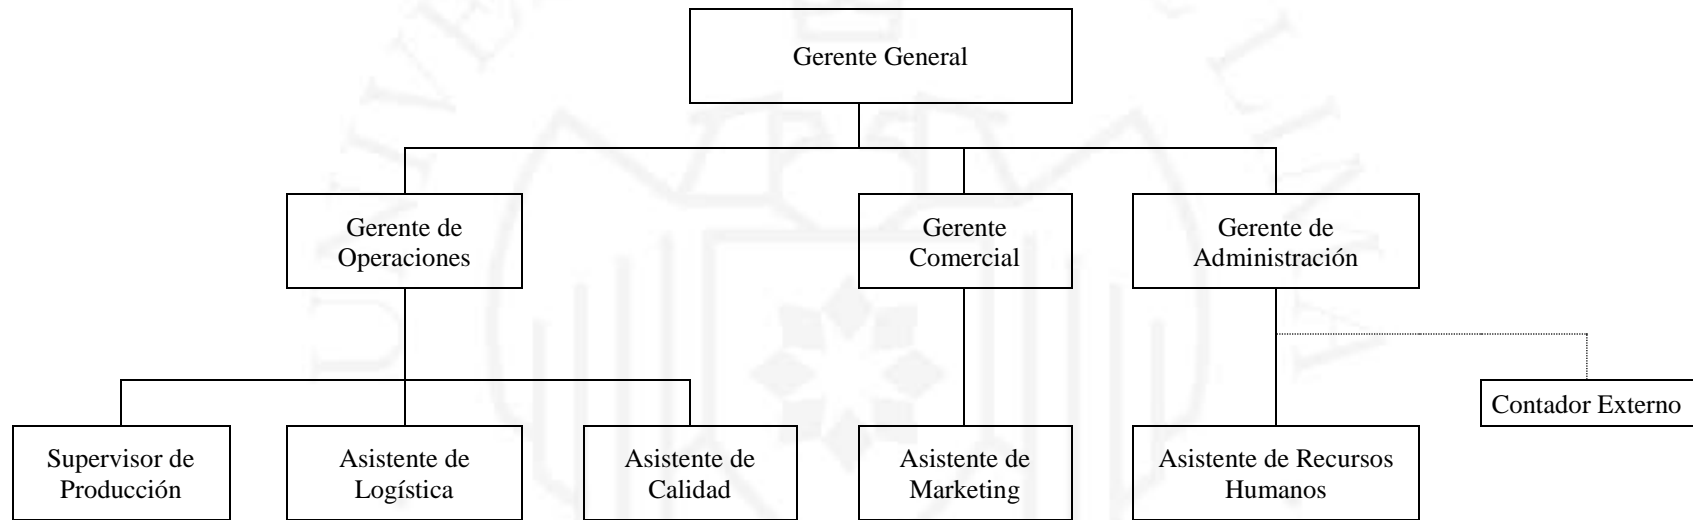 Gerente General
Gerente de
Operaciones
Gerente
Comercial
Gerente de
Administración
Contador Externo
Supervisor de
Producción
Asistente de
Logística
Asistente de
Calidad
Asistente de
Marketing
Asistente de Recursos
Humanos